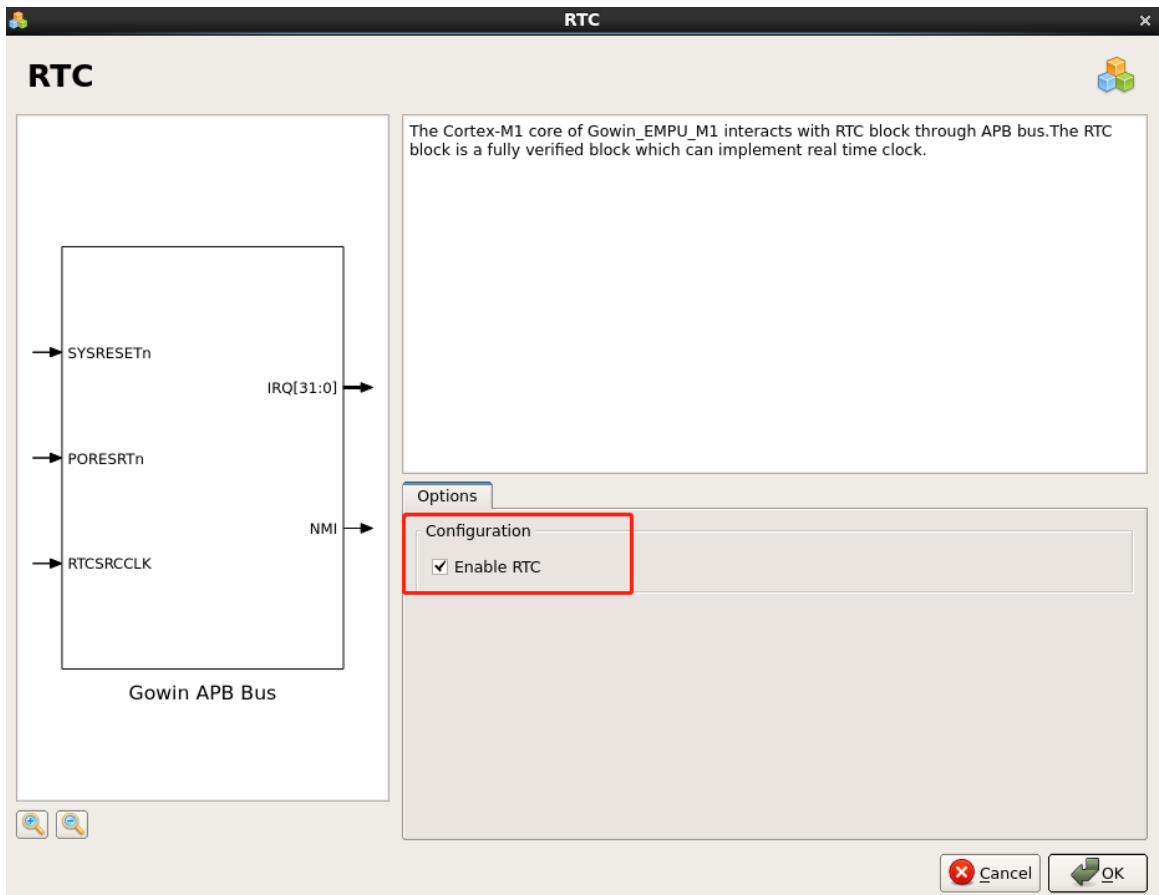 RTC
RTC
The Cortex-M1 core of Gowin_EMPU_M1 interacts with RTC block through APB bus.The RTC
block is a fully verified block which can implement real time clock.
SYSRESETn
IRQ[31:0]
PORESRTn
NMI
RTCSRCCLK
Gowin APB Bus
Options
Configuration
Enable RTC
Cancel
OK